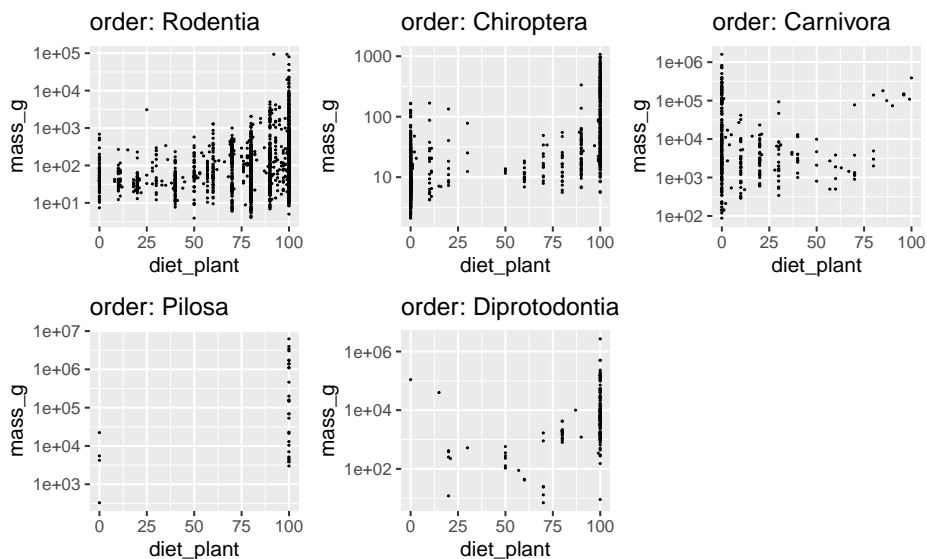 order: Rodentia
1e+05
1e+04
1e+03
1e+02
1e+01
mass_g
0
25
50
75
100
diet_plant
order: Chiroptera
1000
100
10
mass_g
0
25
50
75
100
diet_plant
order: Carnivora
1e+06
1e+05
1e+04
1e+03
1e+02
mass_g
0
25
50
75
100
diet_plant
order: Pilosa
1e+07
1e+06
1e+05
1e+04
1e+03
mass_g
0
25
50
75
100
diet_plant
order: Diprotodontia
1e+06
1e+04
1e+02
mass_g
0
25
50
75
100
diet_plant